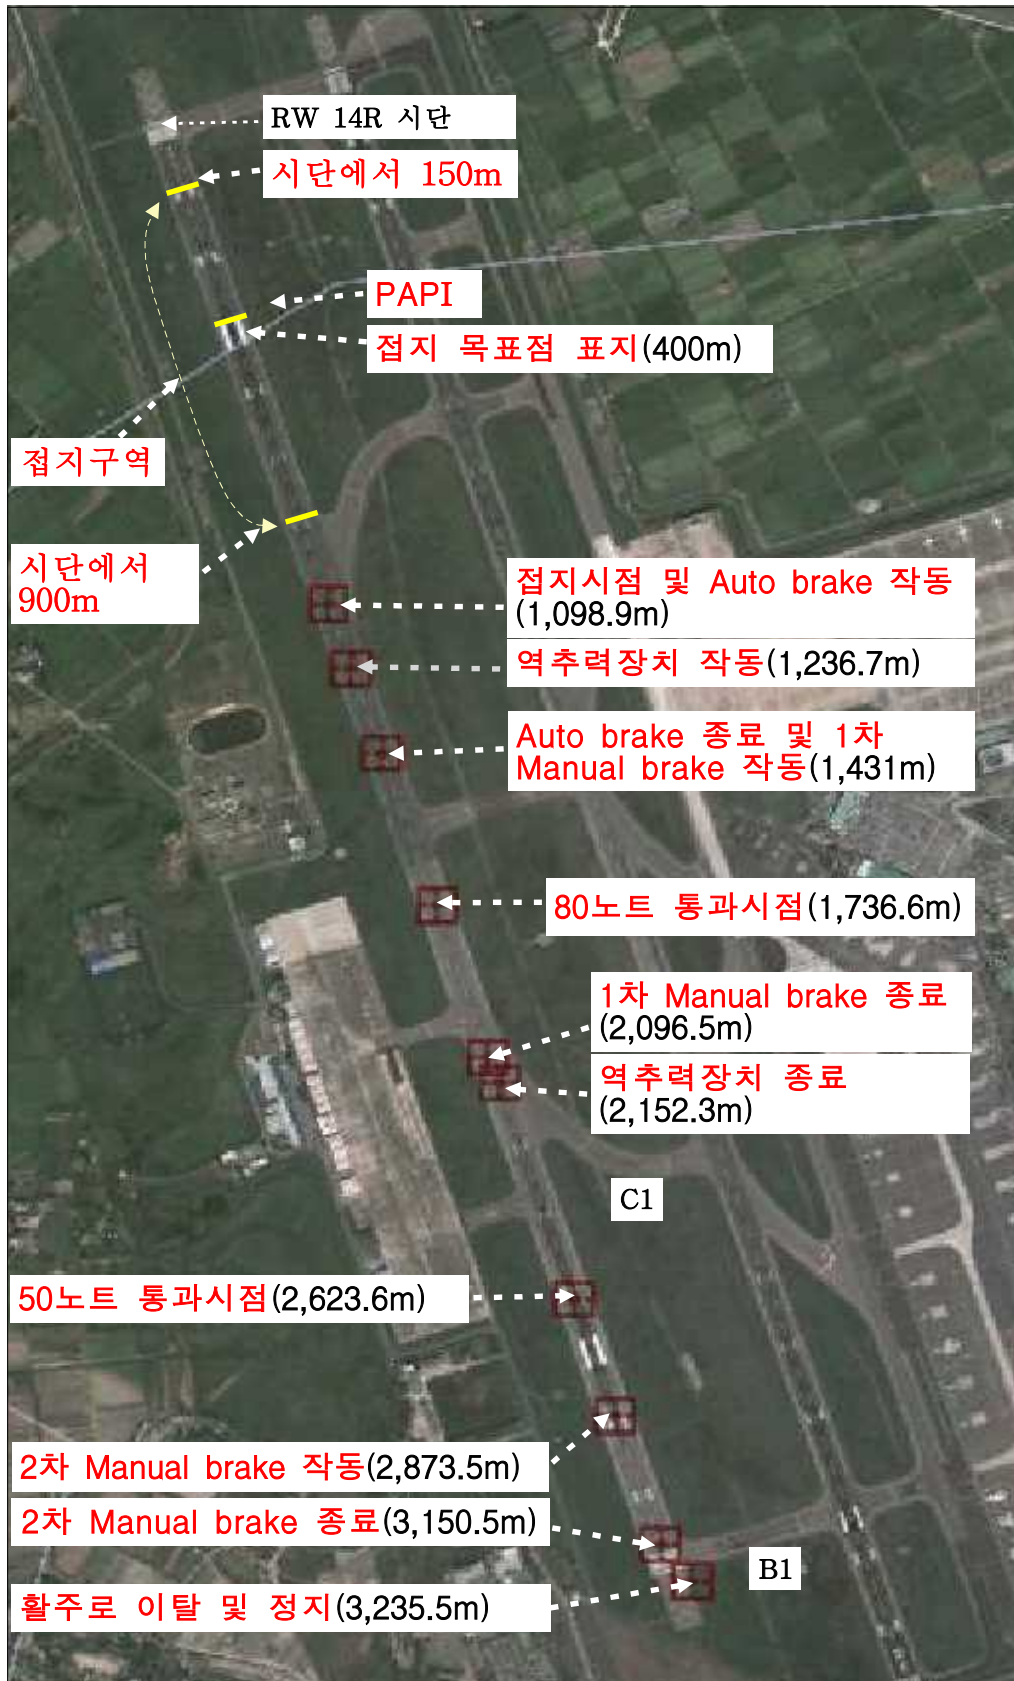 RW 14R 시단
시단에서 150m
PAPI
접지 목표점 표지(400m)
접지구역
시단에서
900m
접지시점 및 Auto brake 작동
(1,098.9m)
역추력장치 작동(1,236.7m)
Auto brake 종료 및 1차
Manual brake 작동(1,431m)
80노트 통과시점(1,736.6m)
1차 Manual brake 종료
(2,096.5m)
역추력장치 종료
(2,152.3m)
C1
50노트 통과시점(2,623.6m)
2차 Manual brake 작동(2,873.5m)
2차 Manual brake 종료(3,150.5m)
B1
활주로 이탈 및 정지(3,235.5m)